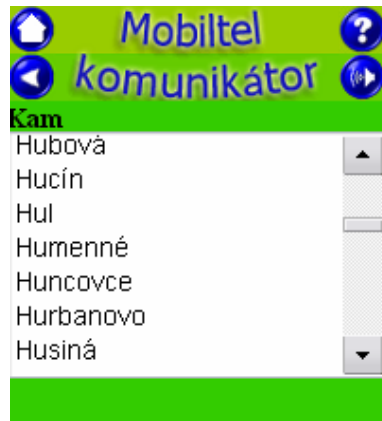 Mobiltel
?
komunikátor
Kam
Hubová
Hucín
Hul
Humenné
Huncovce
Hurbanovo
Husiná